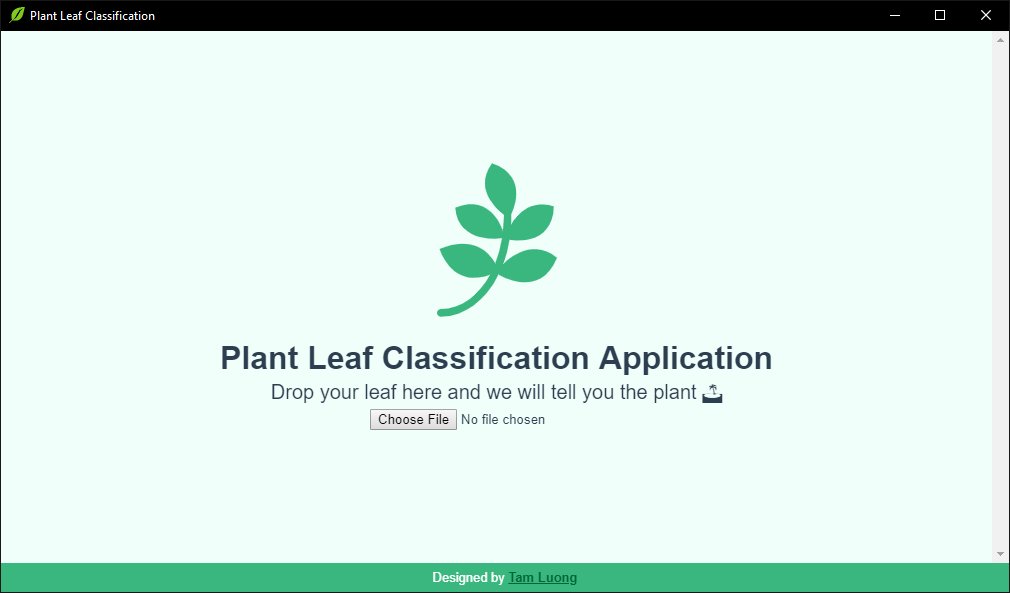 Plant Leaf Classification
Plant Leaf Classification Application
Drop your leaf here and we will tell you the plant
Choose File No file chosen
Designed by Tam Luong